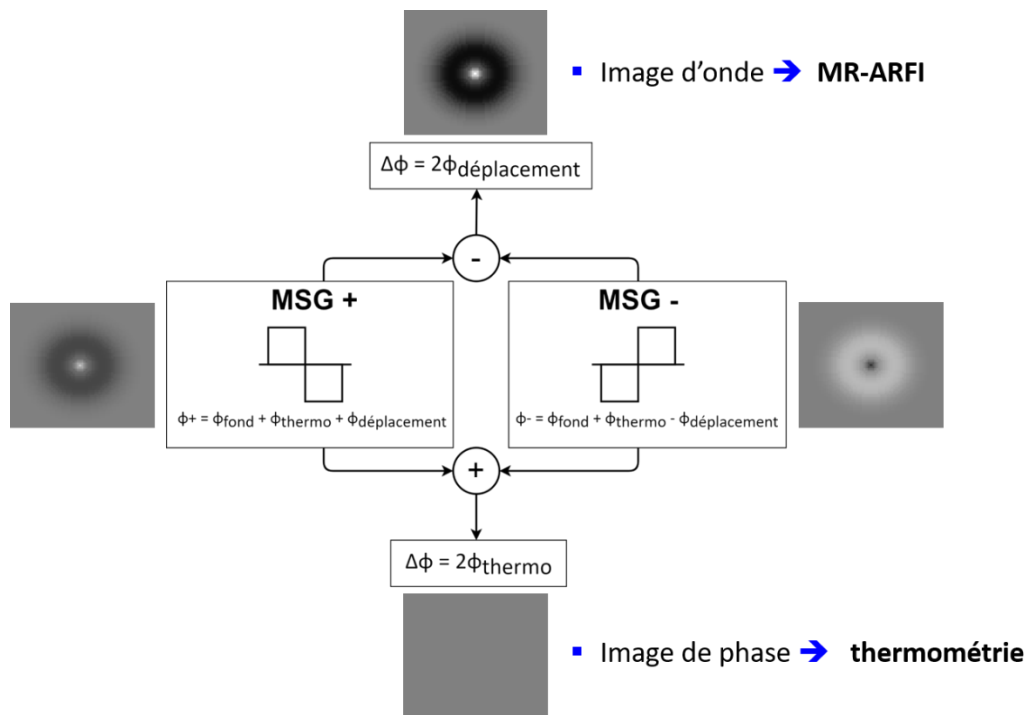 ▪ Image d'onde ➔ MR-ARFI
Δϕ = 2ϕdéplacement
-
MSG +
ϕ+ = ϕfond + ϕthermo + ϕdéplacement
MSG -
ϕ- = ϕfond + ϕthermo - ϕdéplacement
+
Δϕ = 2ϕthermo
▪ Image de phase ➔ thermométrie